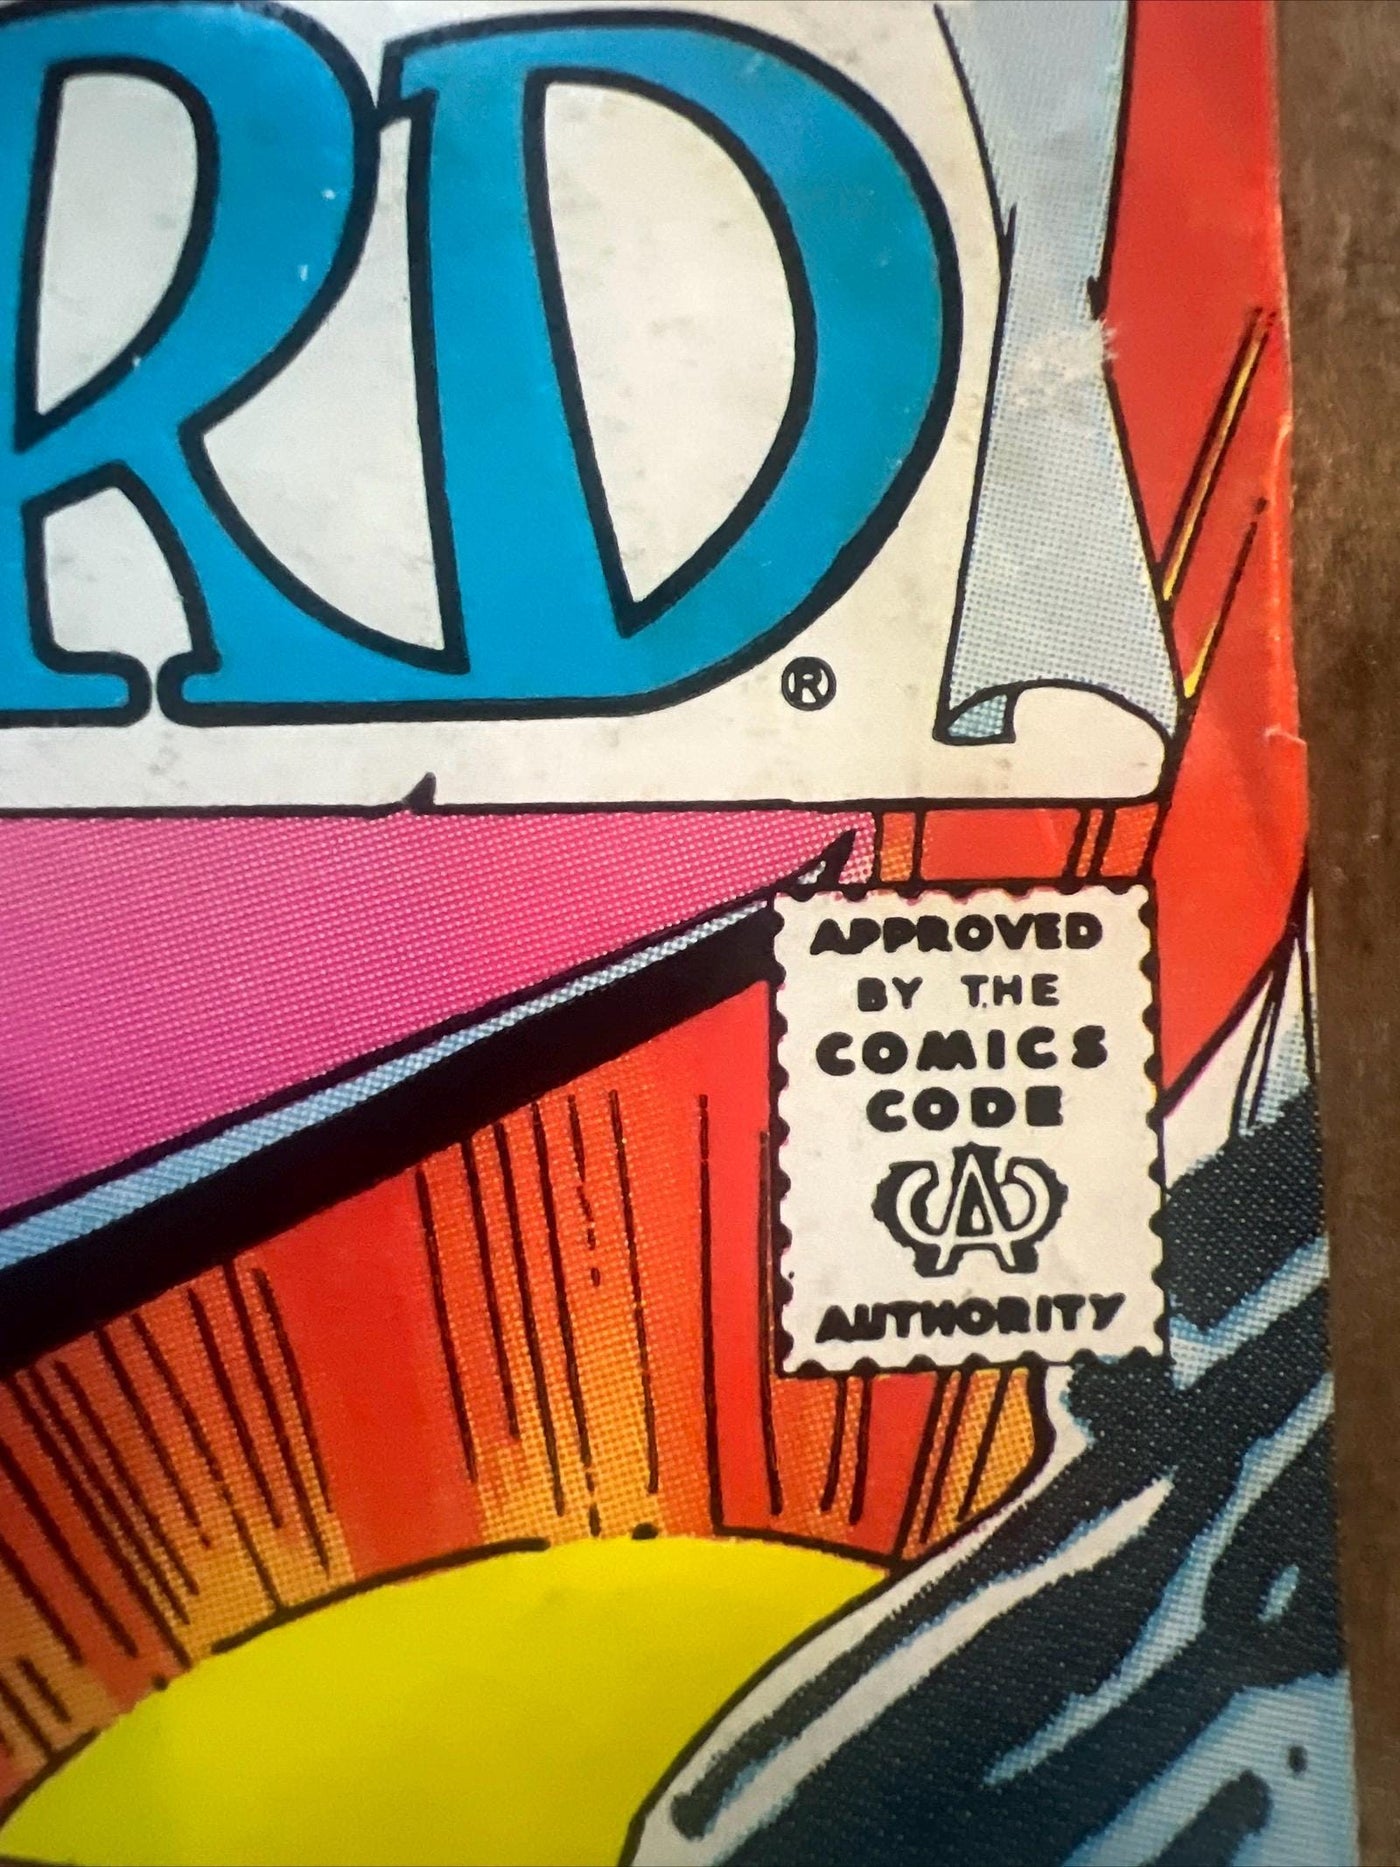 RD
®
APPROVED
BY THE
COMICS
CODE
CA
AUTHORITY